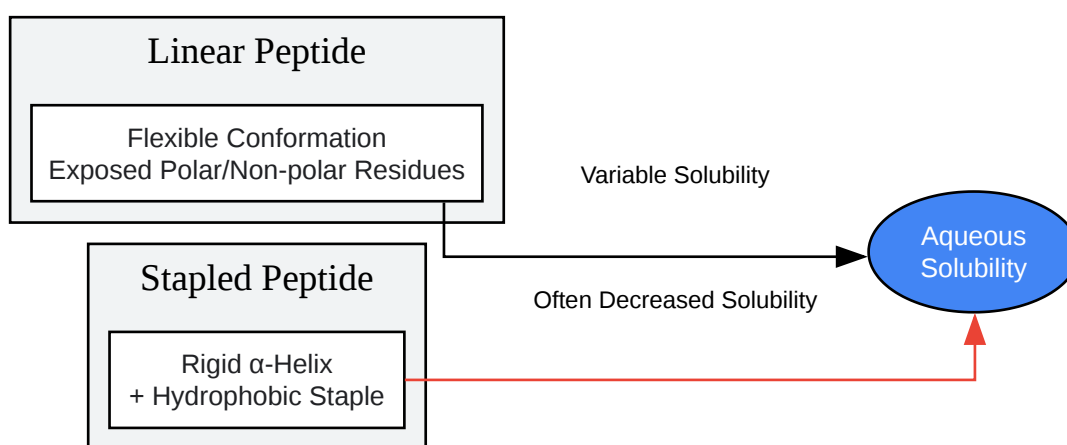 Linear Peptide
Flexible Conformation
Exposed Polar/Non-polar Residues
Variable Solubility
Aqueous
Solubility
Often Decreased Solubility
Stapled Peptide
Rigid α-Helix
+ Hydrophobic Staple